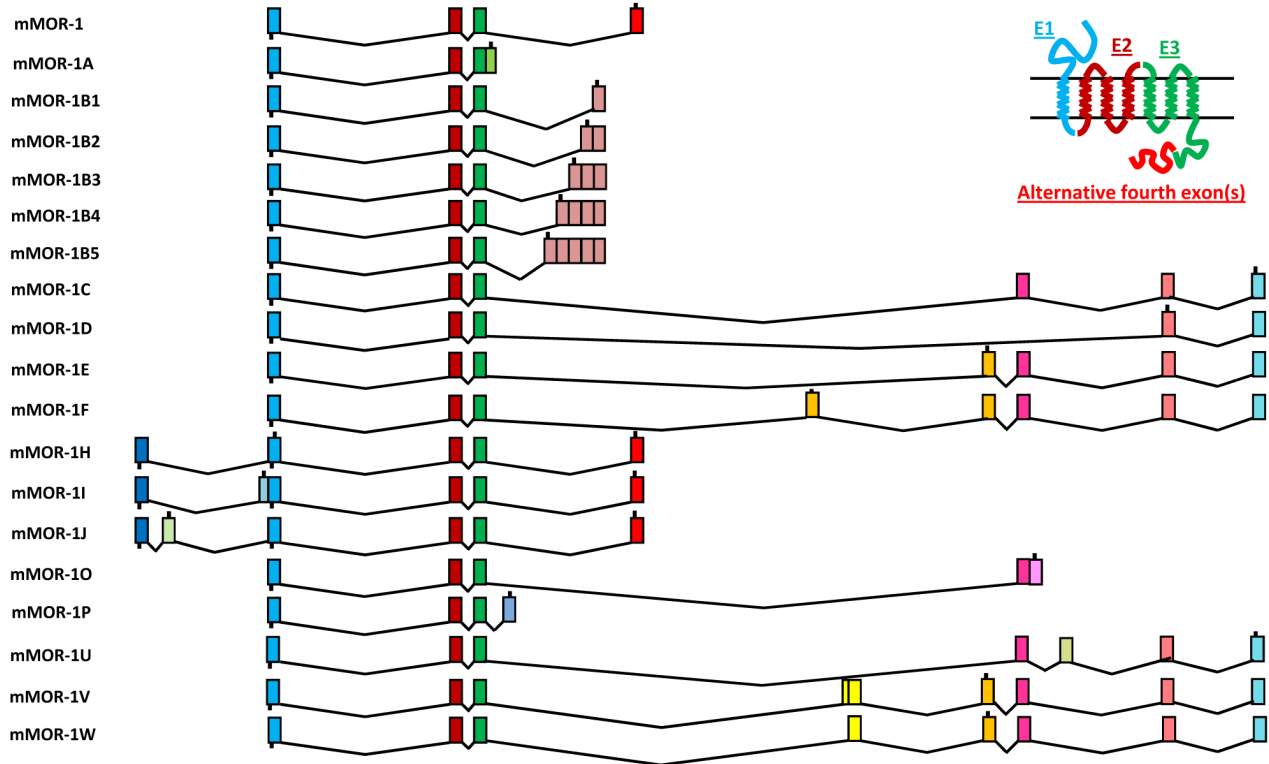 mMOR-1
mMOR-1A
mMOR-1B1
mMOR-1B2
mMOR-1B3
mMOR-1B4
mMOR-1B5
mMOR-1C
mMOR-1D
mMOR-1E
mMOR-1F
mMOR-1H
mMOR-1I
mMOR-1J
mMOR-1O
mMOR-1P
mMOR-1U
mMOR-1V
mMOR-1W
E1 E2 E3
Alternative fourth exon(s)